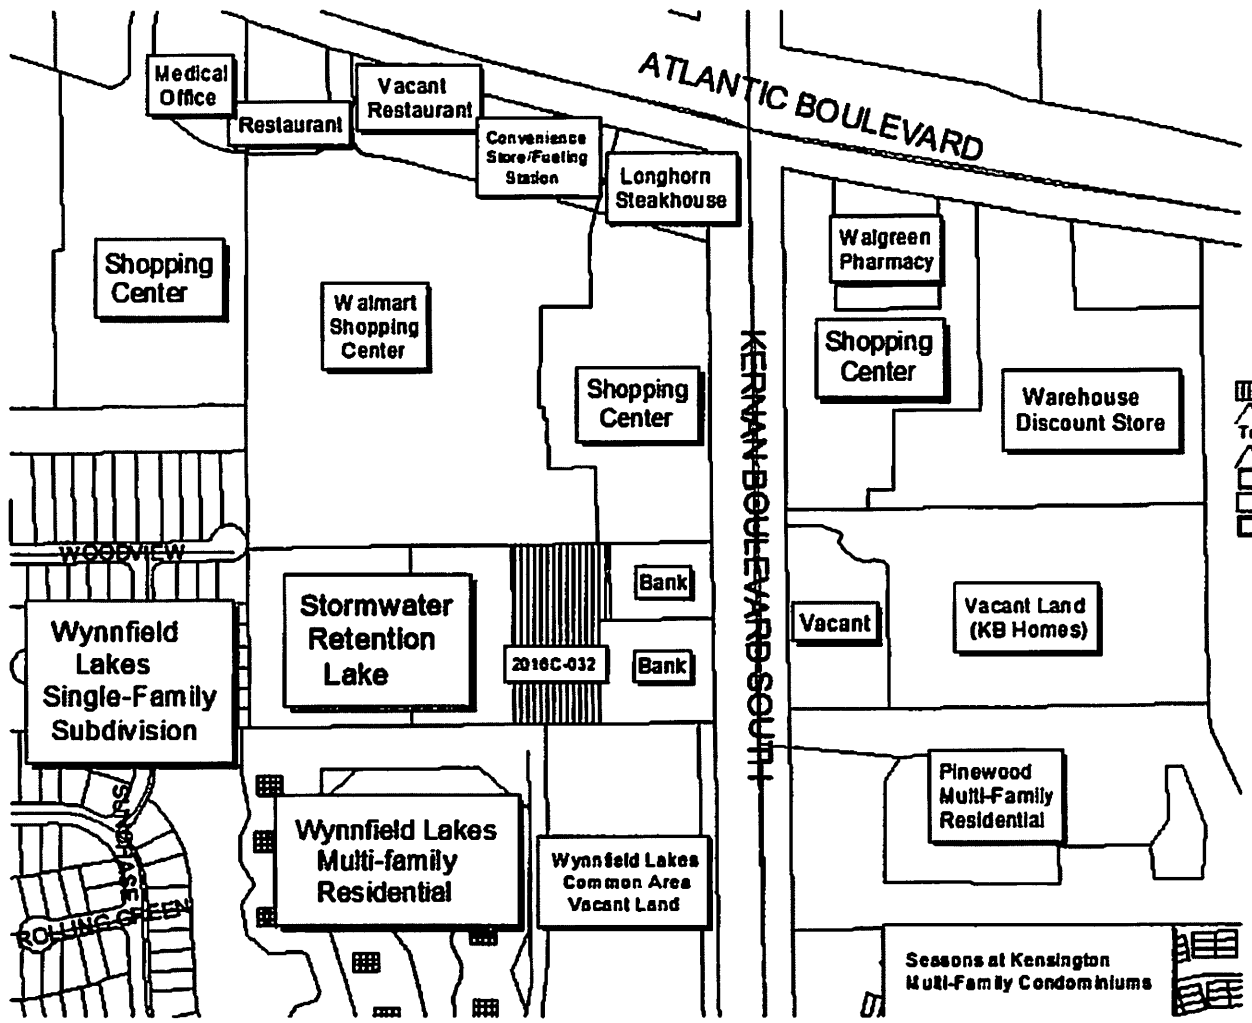 ATLANTIC BOULEVARD
Medical
Office
Restaurant
Vacant
Restaurant
Convenience
Store/Fueling
Station
Longhorn
Steakhouse
Walgreen
Pharmacy
Shopping
Center
Walmart
Shopping
Center
Shopping
Center
Shopping
Center
Warehouse
Discount Store
KERNAN BOULEVARD SOUTH
WOODVIEW
Wynnfield
Lakes
Single-Family
Subdivision
Stormwater
Retention
Lake
2016C-032
Bank
Bank
Vacant
Vacant Land
(KB Homes)
Pinewood
Multi-Family
Residential
Wynnfield Lakes
Multi-family
Residential
Wynnfield Lakes
Common Area
Vacant Land
ROLLING GREEN
Seasons at Kensington
Multi-Family Condominiums